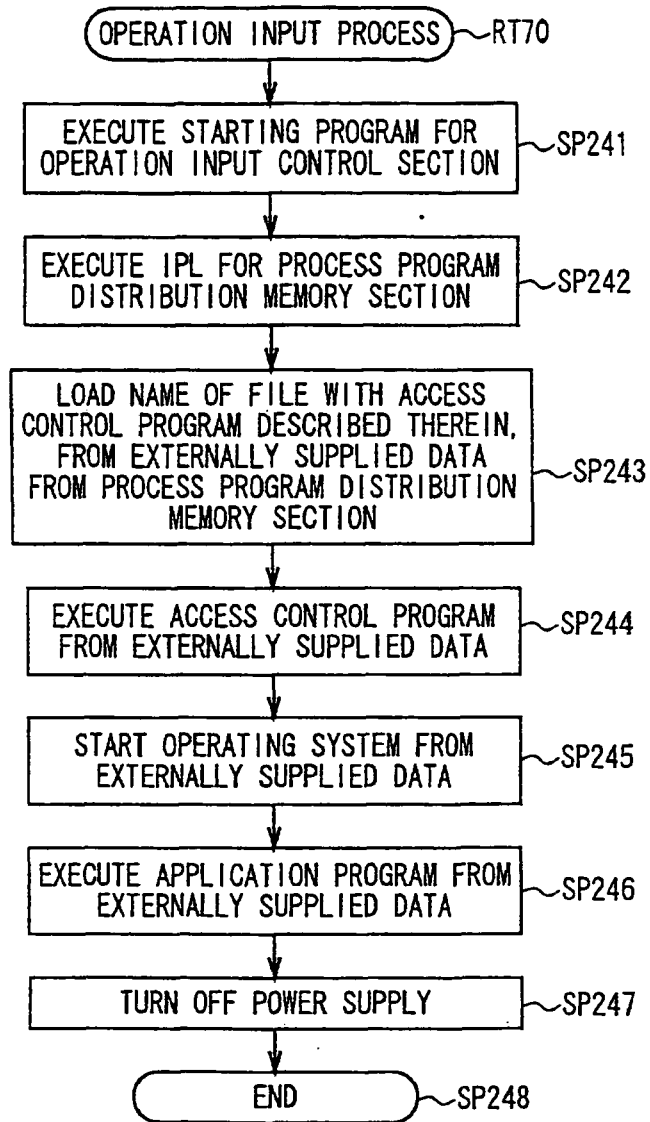 OPERATION INPUT PROCESS RT70
EXECUTE STARTING PROGRAM FOR
OPERATION INPUT CONTROL SECTION
SP241
EXECUTE IPL FOR PROCESS PROGRAM
DISTRIBUTION MEMORY SECTION
SP242
LOAD NAME OF FILE WITH ACCESS
CONTROL PROGRAM DESCRIBED THEREIN,
FROM EXTERNALLY SUPPLIED DATA
FROM PROCESS PROGRAM DISTRIBUTION
MEMORY SECTION
SP243
EXECUTE ACCESS CONTROL PROGRAM
FROM EXTERNALLY SUPPLIED DATA
SP244
START OPERATING SYSTEM FROM
EXTERNALLY SUPPLIED DATA
SP245
EXECUTE APPLICATION PROGRAM FROM
EXTERNALLY SUPPLIED DATA
SP246
TURN OFF POWER SUPPLY SP247
END SP248